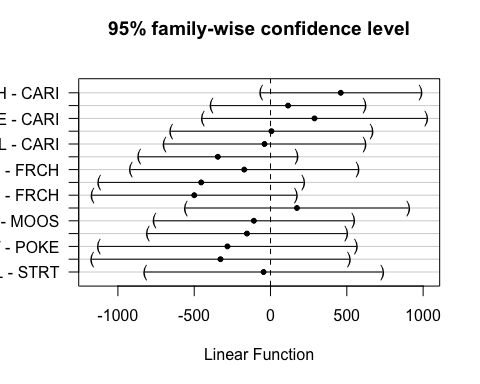 95% family-wise confidence level
H - CARI
E - CARI
L - CARI
- FRCH
- FRCH
- MOOS
- POKE
L - STRT
-1000 -500 0 500 1000
Linear Function